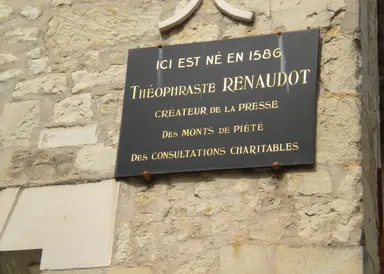 ICI EST NÉ EN 1586
THÉOPHRASTE RENAUDOT
CRÉATEUR DE LA PRESSE
DES MONTS DE PIÉTÉ
DES CONSULTATIONS CHARITABLES